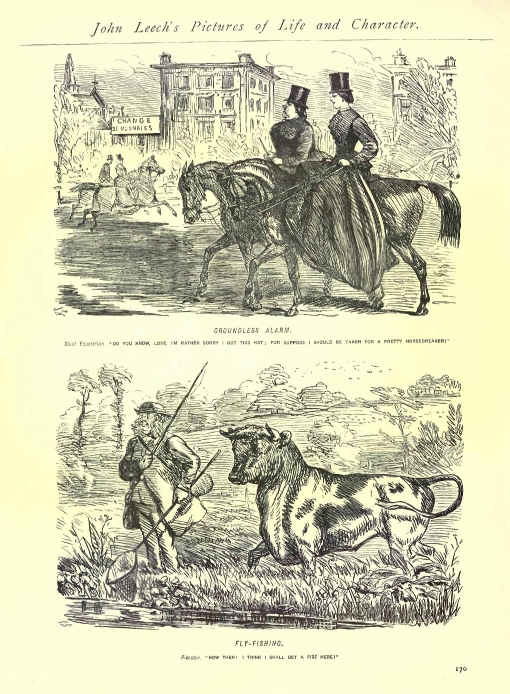 John Leech's Pictures of Life and Character.
CHANGE
DE MONNAIES
GROUNDLESS ALARM.
Stout Equestrian. "DO YOU KNOW, LOVE, I'M RATHER SORRY I GOT THIS HAT; FOR SUPPOSE I SHOULD BE TAKEN FOR A PRETTY HORSEBREAKER!"
FLY-FISHING.
Piscator. "NOW THEN! I THINK I SHALL GET A RISE HERE!"
170